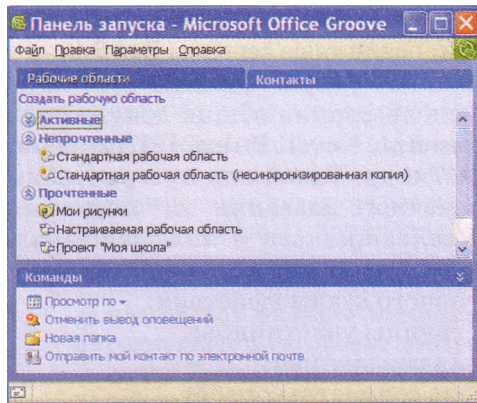 Панель запуска - Microsoft Office Groove
Файл Правка Параметры Справка
Рабочие области Контакты
Создать рабочую область
Активные
Непрочтенные
Стандартная рабочая область
Стандартная рабочая область (несинхронизированная копия)
Прочтенные
Мои рисунки
Настраиваемая рабочая область
Проект "Моя школа"
Команды
Просмотр по
Отменить вывод оповещений
Новая папка
Отправить мой контакт по электронной почте